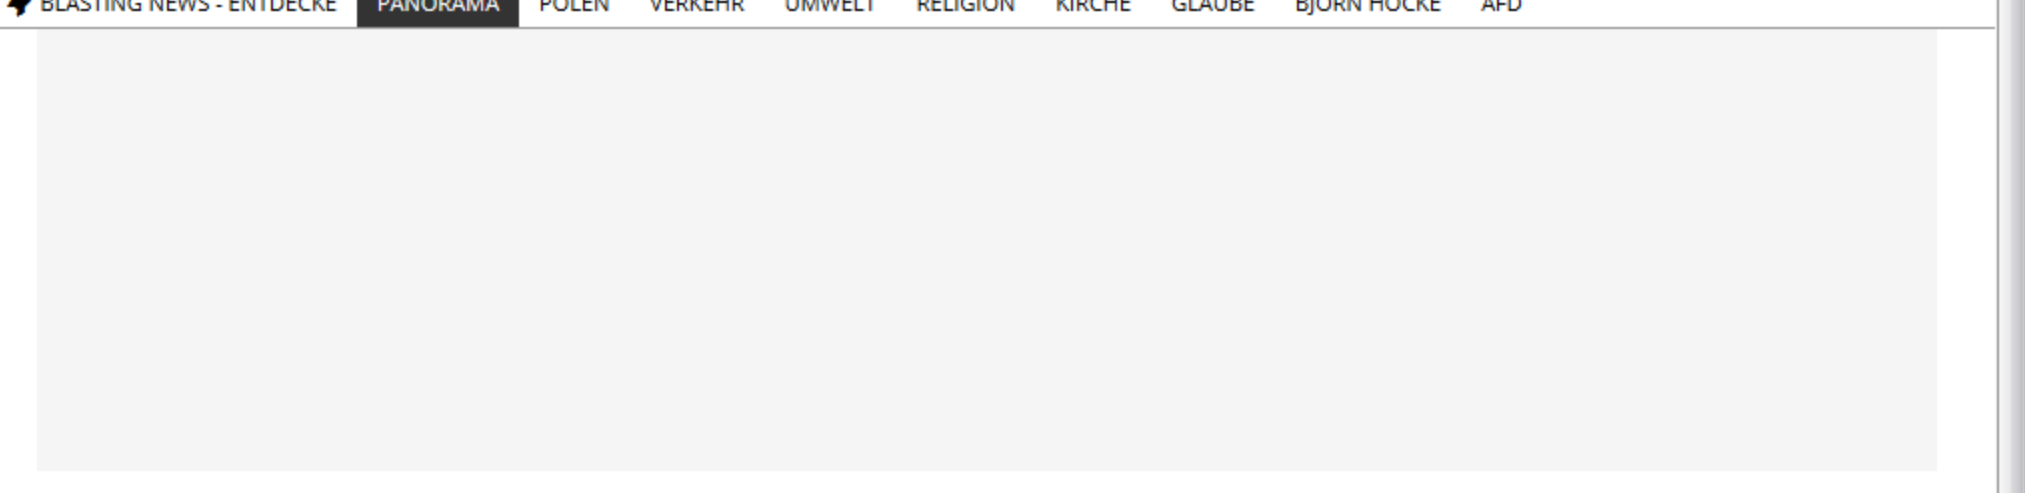 BLASTING NEWS - ENTDECKE PANORAMA POLEN VERKEHR UMWELT RELIGION KIRCHE GLAUBE BJÖRN HÖCKE AFD